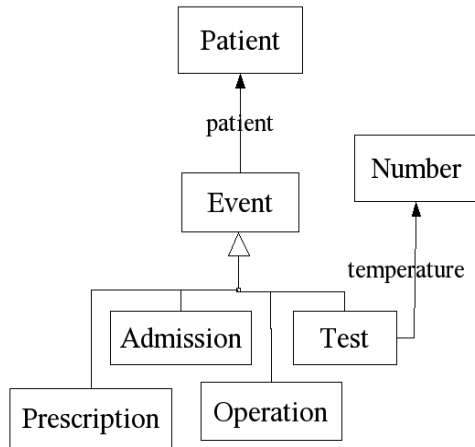 Patient
patient
Number
Event
temperature
Admission
Test
Prescription
Operation